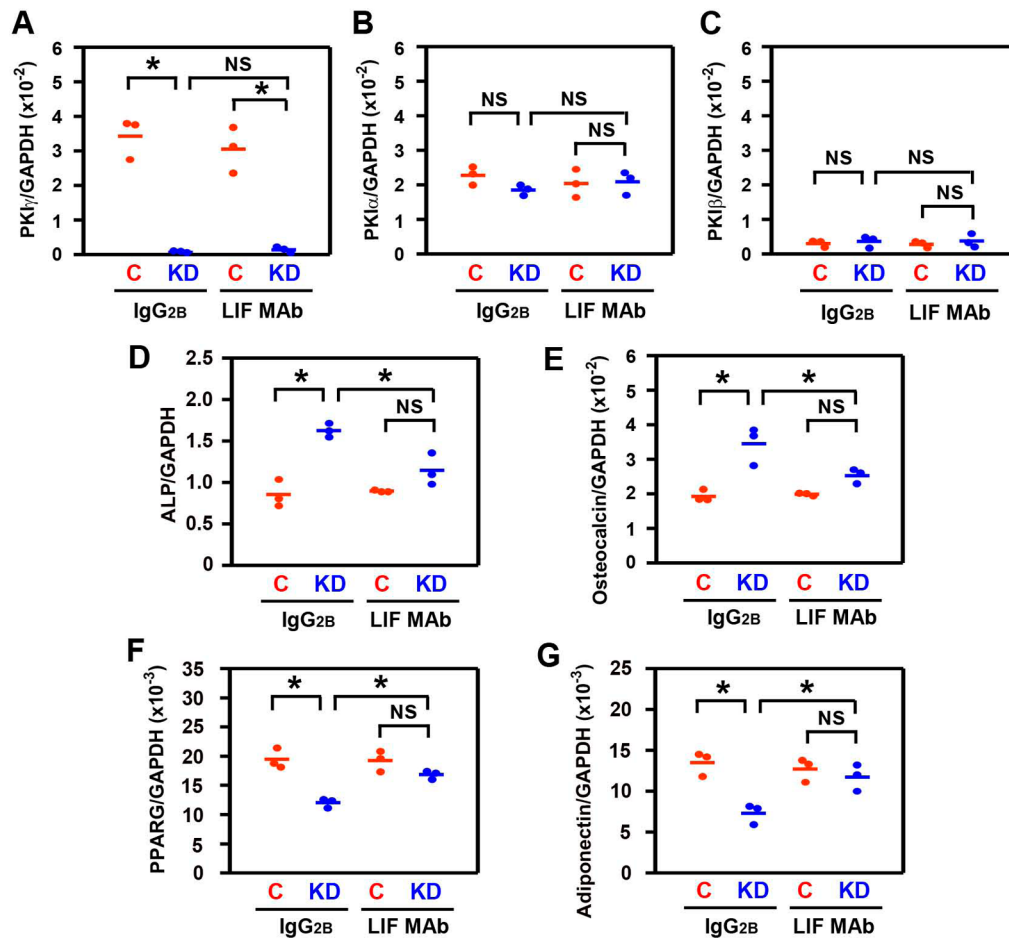 A
PKIγ/GAPDH (x10-2)
6
5
4
3
2
1
0
*
NS
*
C KD C KD
IgG2B LIF MAb
B
PKIα/GAPDH (x10-2)
6
5
4
3
2
1
0
NS
NS
NS
C KD C KD
IgG2B LIF MAb
C
PKIβ/GAPDH (x10-2)
6
5
4
3
2
1
0
NS
NS
NS
C KD C KD
IgG2B LIF MAb
D
ALP/GAPDH
2.5
2.0
1.5
1.0
0.5
0
*
*
NS
C KD C KD
IgG2B LIF MAb
E
Osteocalcin/GAPDH (x10-2)
6
5
4
3
2
1
0
*
*
NS
C KD C KD
IgG2B LIF MAb
F
PPARG/GAPDH (x10-3)
35
30
25
20
15
10
5
0
*
*
NS
C KD C KD
IgG2B LIF MAb
G
Adiponectin/GAPDH (x10-3)
25
20
15
10
5
0
*
*
NS
C KD C KD
IgG2B LIF MAb